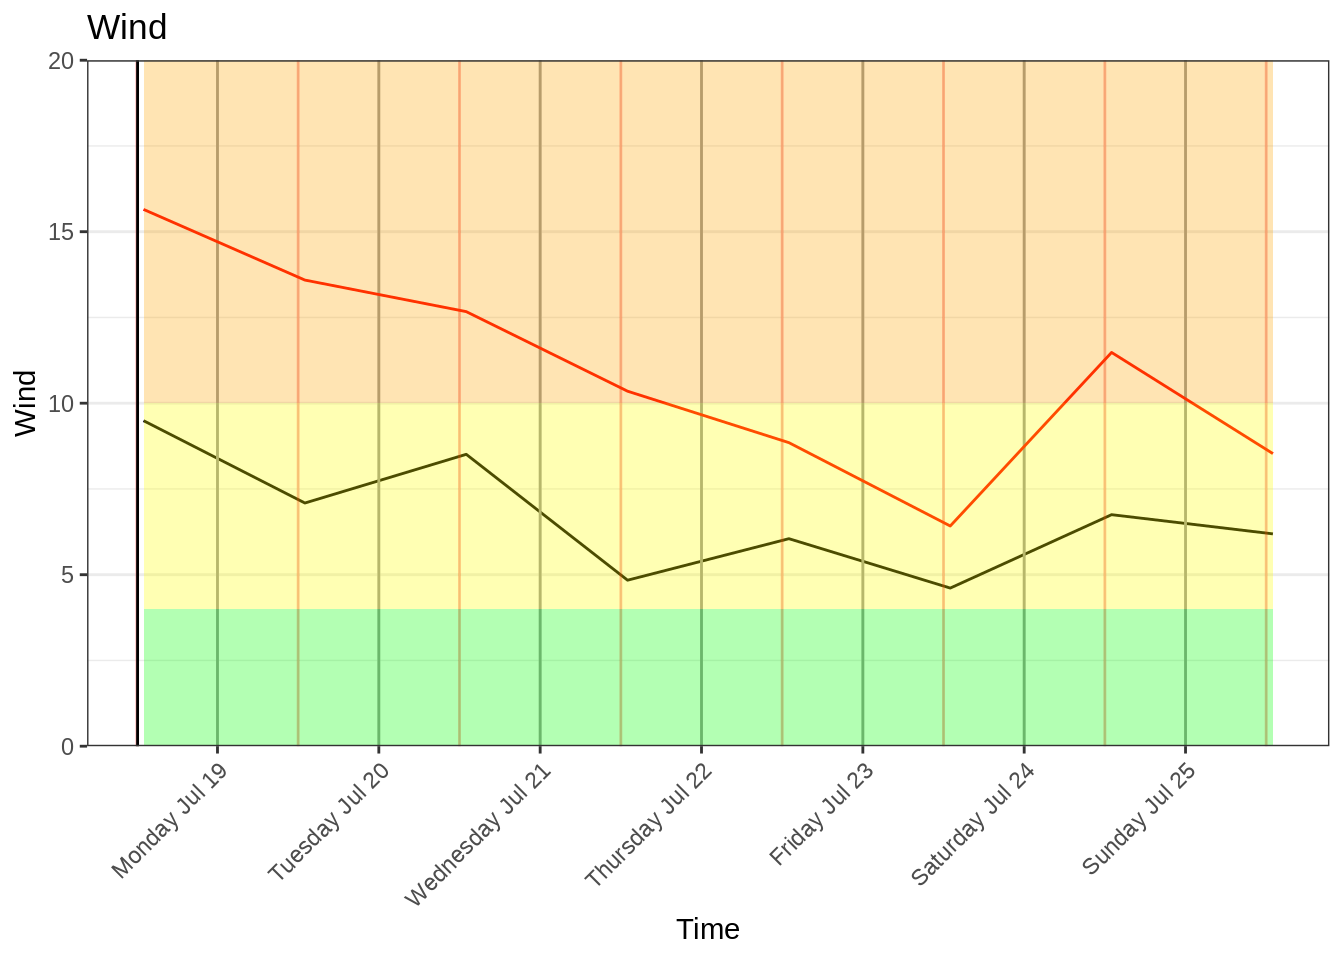 Wind
20
15
10
5
0
Wind
Monday Jul 19
Tuesday Jul 20
Wednesday Jul 21
Thursday Jul 22
Friday Jul 23
Saturday Jul 24
Sunday Jul 25
Time